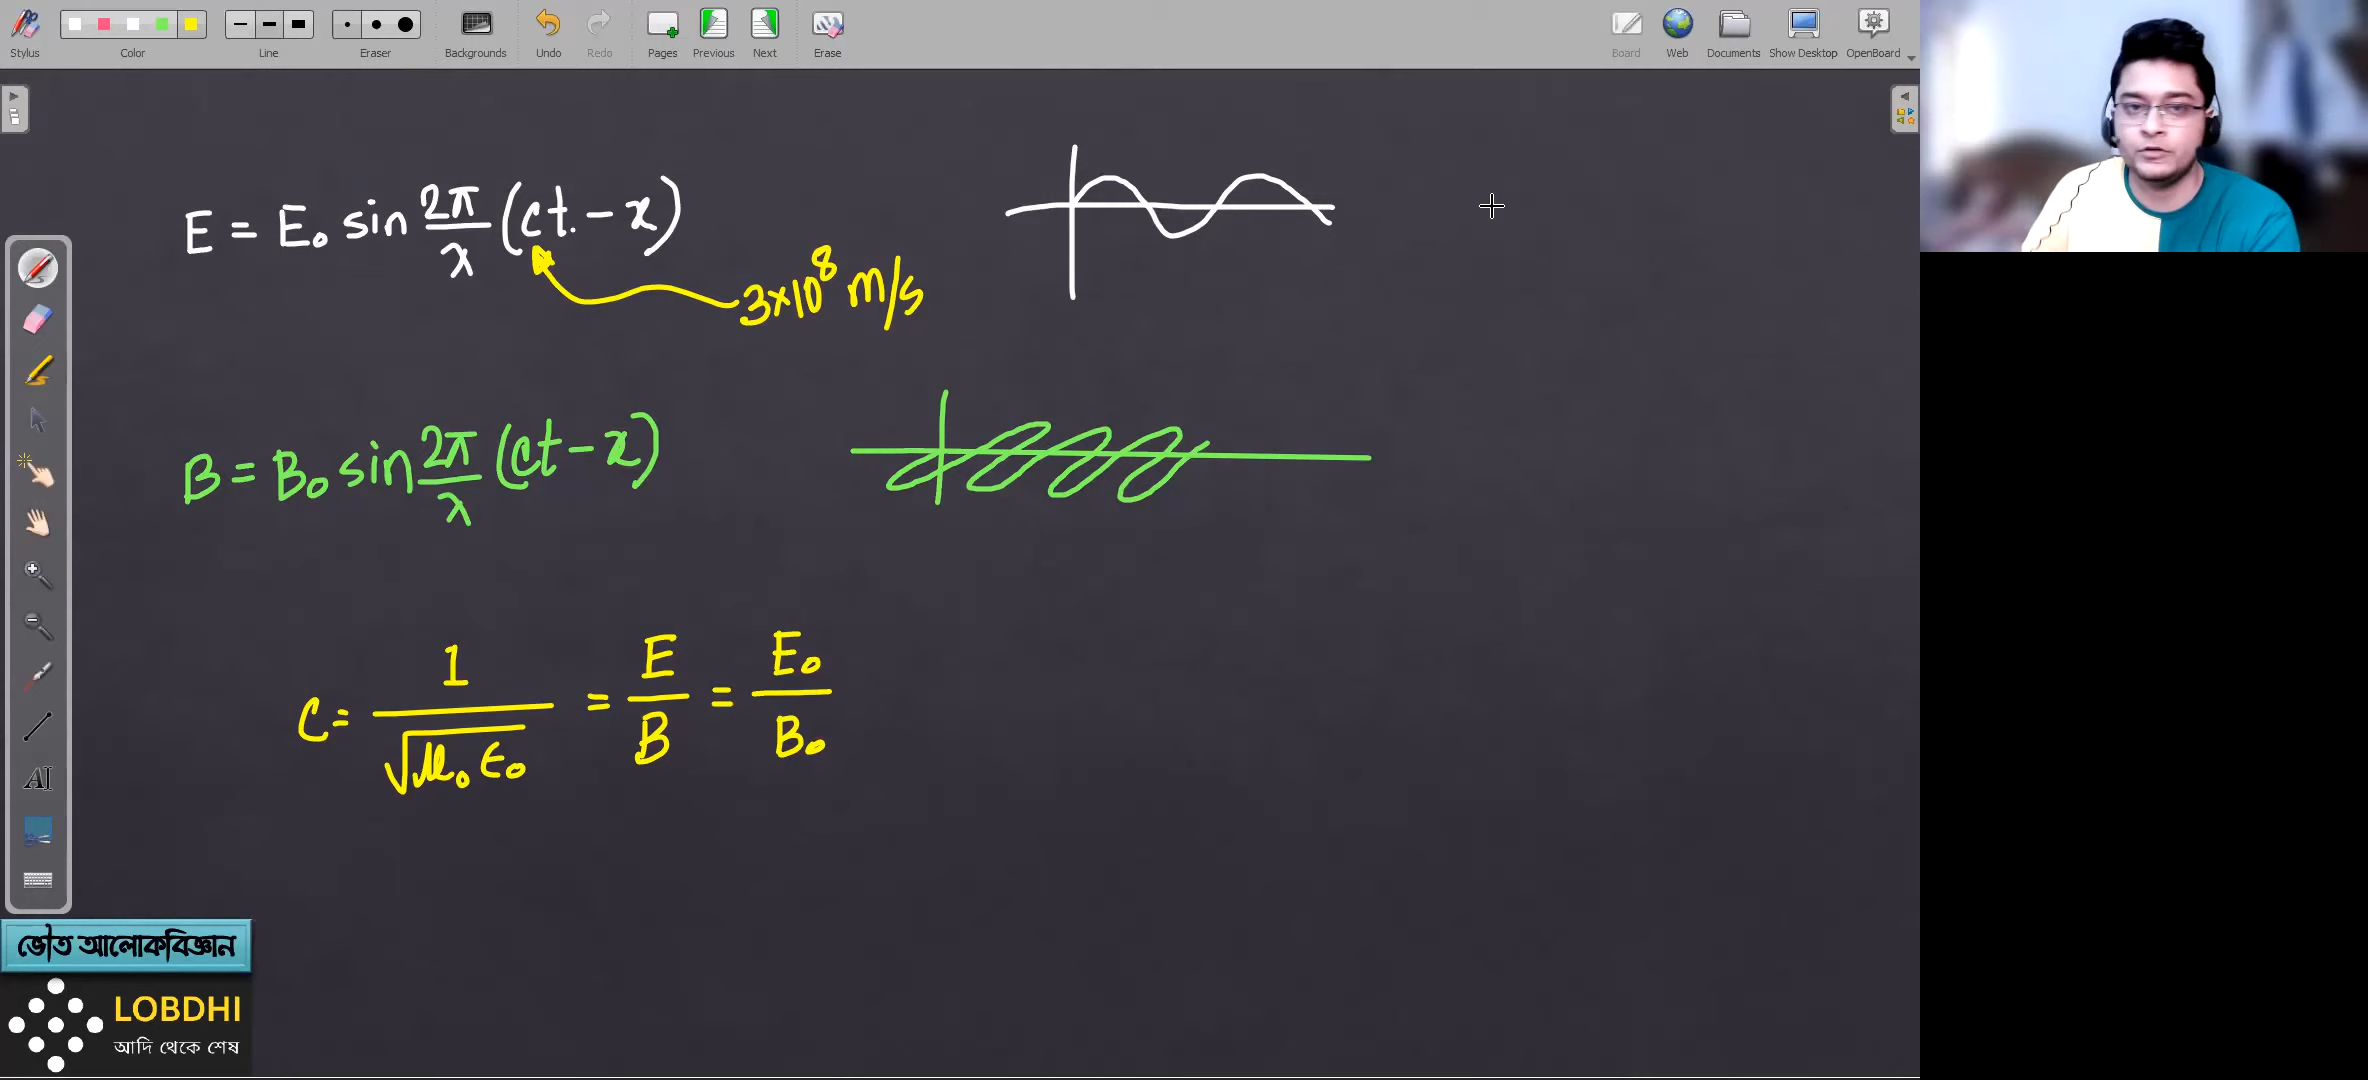 Stylus Color Line Eraser Backgrounds Undo Redo Pages Previous Next Erase Board Web Documents Show Desktop OpenBoard
E = E₀ sin 2π/λ (ct - x)
3×10⁸ m/s
B = B₀ sin 2π/λ (ct - x)
C = 1/√μ₀ϵ₀ = E/B = E₀/B₀
AI
ভৌত আলোকবিজ্ঞান
LOBDHI
আদি থেকে শেষ